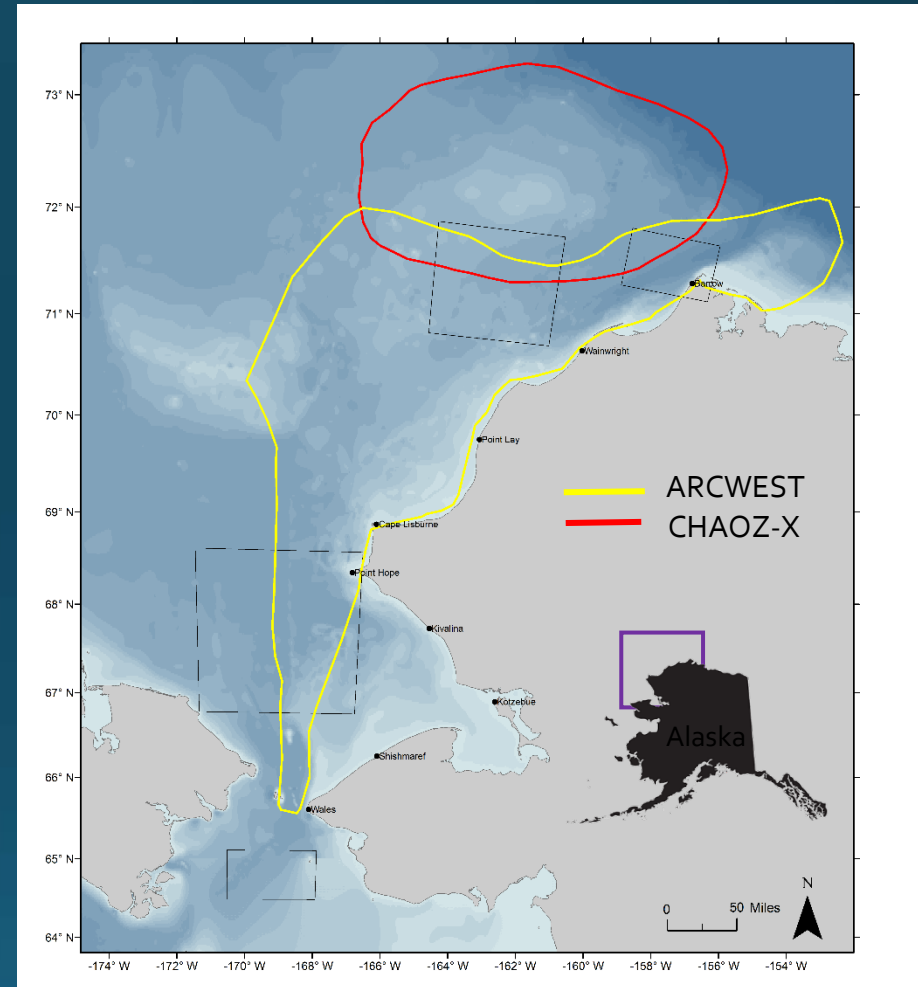 73° N
72° N
Barrow
71° N
Wainwright
70° N
Point Lay
ARCWEST
69° N
Cape Lisburne
CHAOZ-X
Point Hope
68° N
Kivalina
67° N
Kotzebue
Alaska
Shishmaref
66° N
Wales
65° N
N
0 50 Miles
64° N
-174° W -172° W -170° W -168° W -166° W -164° W -162° W -160° W -158° W -156° W -154° W